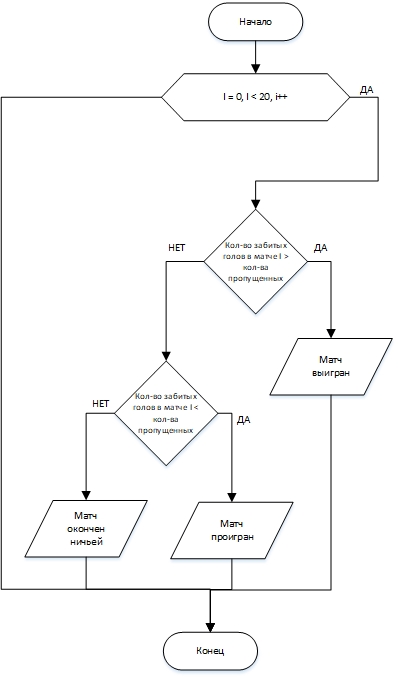 Начало
I = 0, I < 20, i++
ДА
Кол-во забитых
голов в матче I >
кол-ва
пропущенных
НЕТ
ДА
Матч
выигран
Кол-во забитых
голов в матче I <
кол-ва
пропущенных
НЕТ
ДА
Матч
окончен
ничьей
Матч
проигран
Конец